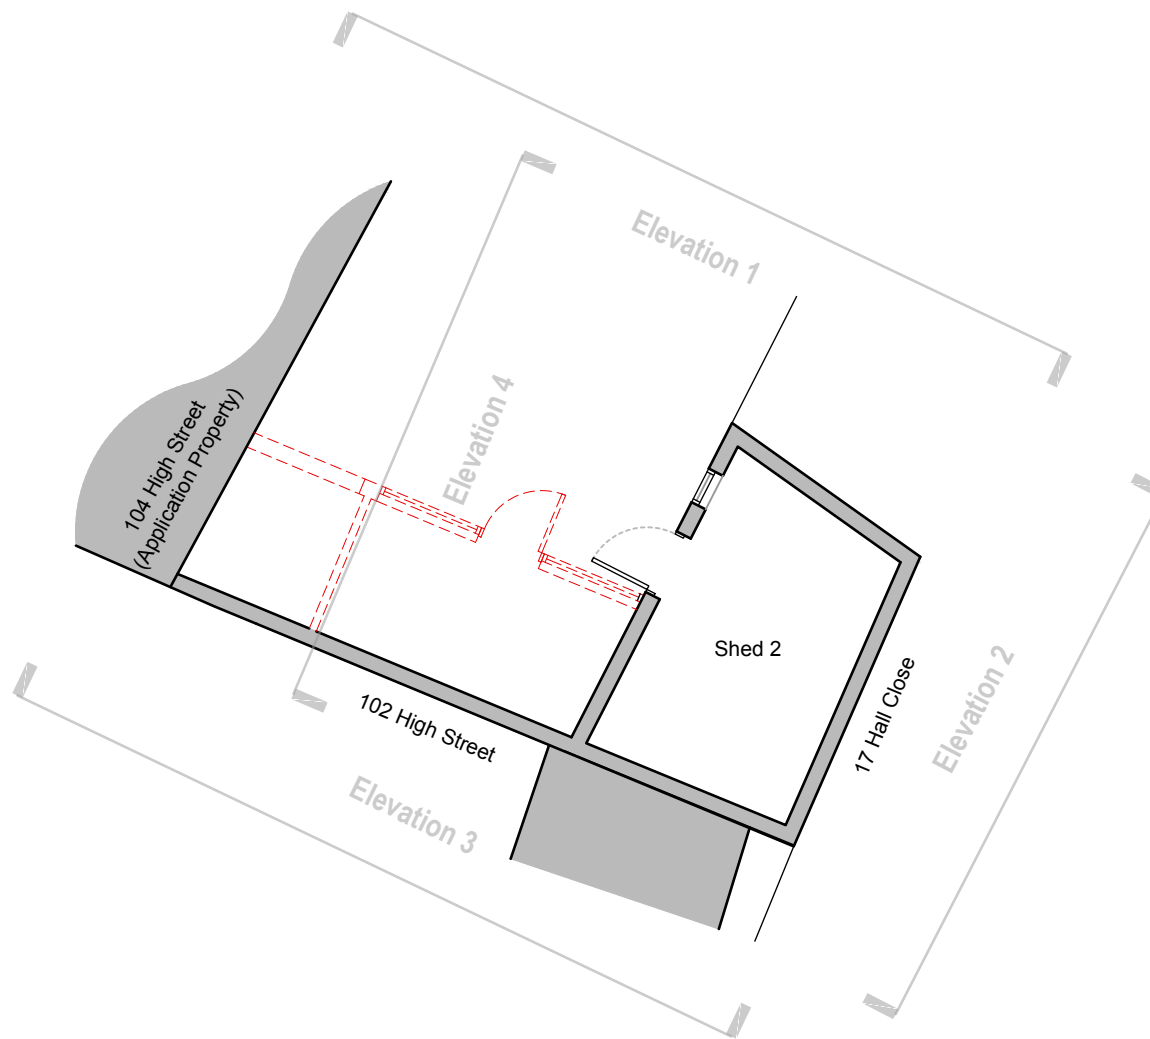 Elevation 1
Elevation 4
104 High Street
(Application Property)
Shed 2
17 Hall Close
Elevation 2
102 High Street
Elevation 3